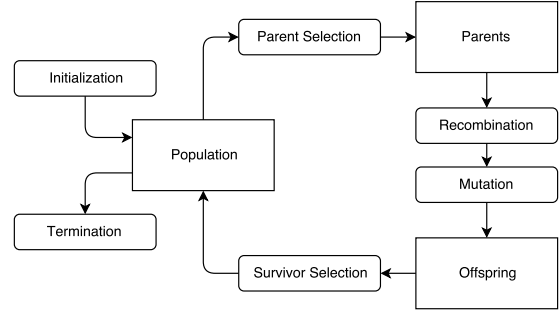 Parent Selection
Parents
Initialization
Recombination
Population
Mutation
Termination
Survivor Selection
Offspring